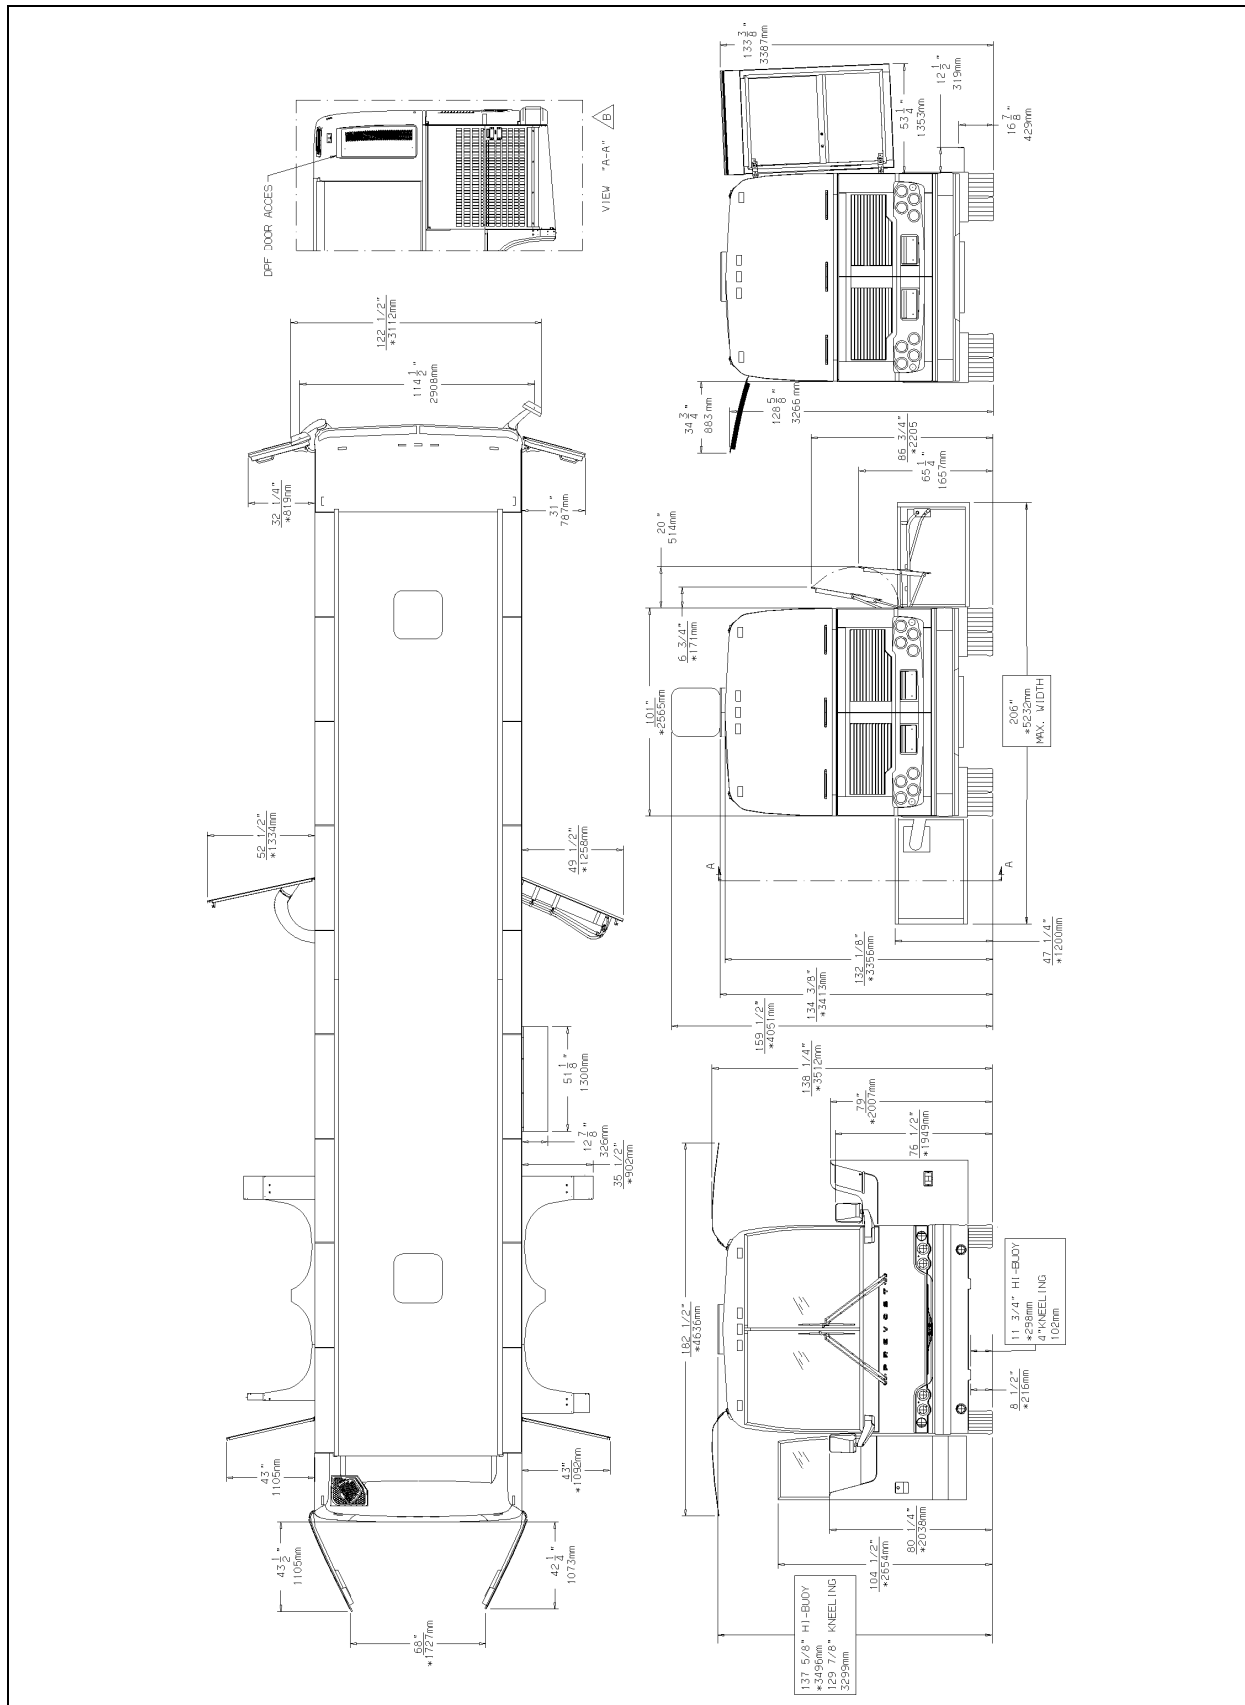 DPF DOOR ACCES
VIEW "A-A"
B
122 1/2"
*3112mm
114 1/2"
2908mm
32 1/4"
*819mm
31"
787mm
52 1/2"
*1334mm
49 1/2"
*1258mm
51 1/8"
1300mm
12 7/8"
326mm
35 1/2"
*902mm
43"
1105mm
43"
*1092mm
43 1/2"
1105mm
42 1/4"
1073mm
68"
*1727mm
133 3/8"
3387mm
53 1/4"
1353mm
12 1/2"
319mm
16 7/8"
429mm
34 3/4"
883 mm
128 5/8"
3266 mm
86 3/4"
*2205
65 1/4"
1657mm
20"
514mm
6 3/4"
*171mm
101"
*2565mm
206"
*5232mm
MAX. WIDTH
A
A
47 1/4"
*1200mm
132 1/8"
*3356mm
134 3/8"
*3413mm
159 1/2"
*4051mm
138 1/4"
*3512mm
79"
*2007mm
76 1/2"
*1949mm
182 1/2"
*4636mm
PREVOST
11 3/4" HI-BUOY
*298mm
4"KNEELING
102mm
8 1/2"
*216mm
80 1/4"
*2038mm
104 1/2"
*2654mm
137 5/8" HI-BUOY
*3496mm
129 7/8" KNEELING
3299mm